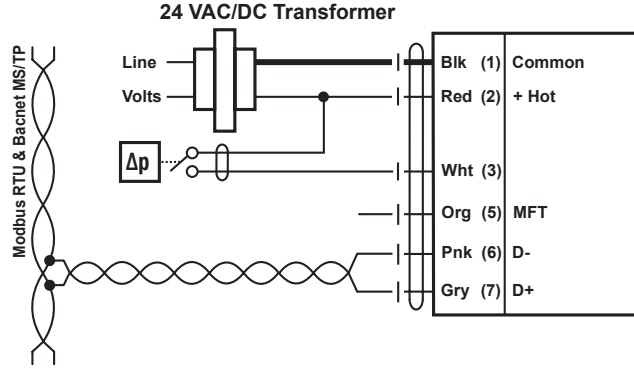 24 VAC/DC Transformer
Line
Volts
Blk (1) Common
Red (2) + Hot
Δp
Wht (3)
Org (5) MFT
Pnk (6) D-
Gry (7) D+
Modbus RTU & Bacnet MS/TP